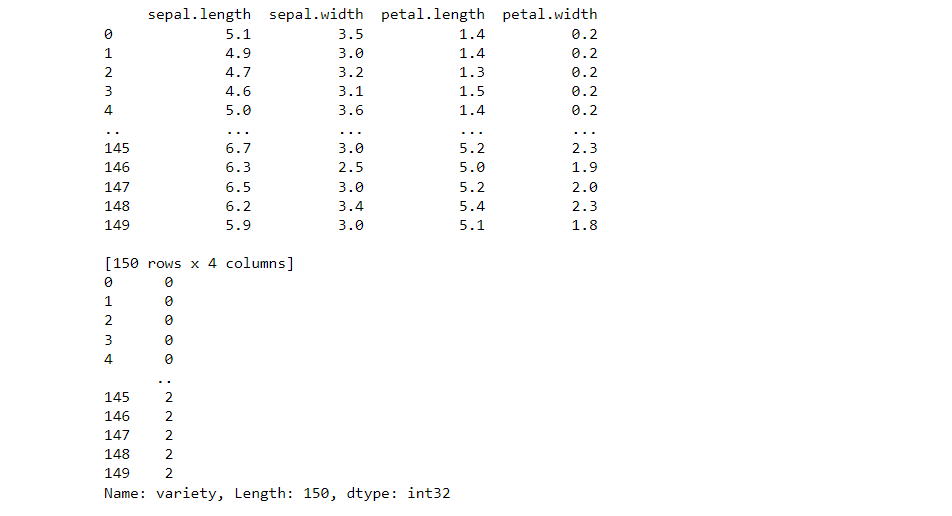 sepal.length  sepal.width  petal.length  petal.width
0             5.1          3.5           1.4          0.2
1             4.9          3.0           1.4          0.2
2             4.7          3.2           1.3          0.2
3             4.6          3.1           1.5          0.2
4             5.0          3.6           1.4          0.2
..            ...          ...           ...          ...
145           6.7          3.0           5.2          2.3
146           6.3          2.5           5.0          1.9
147           6.5          3.0           5.2          2.0
148           6.2          3.4           5.4          2.3
149           5.9          3.0           5.1          1.8

[150 rows x 4 columns]
0      0
1      0
2      0
3      0
4      0
      ..
145    2
146    2
147    2
148    2
149    2
Name: variety, Length: 150, dtype: int32